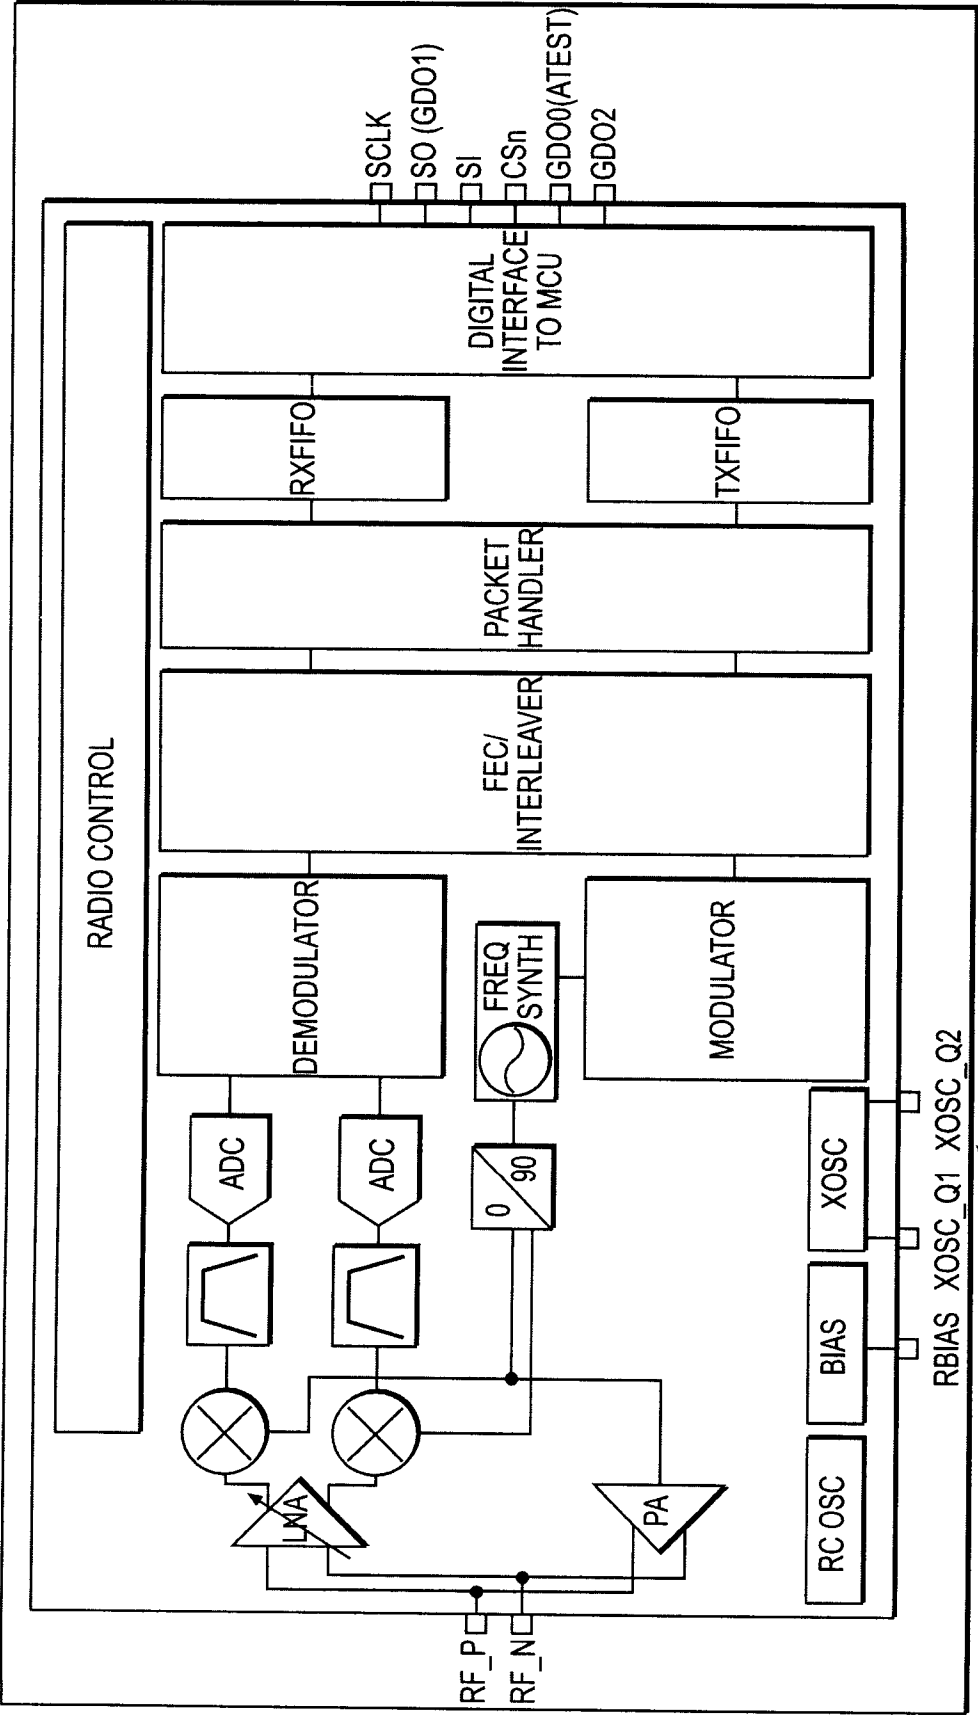 RADIO CONTROL
RF_P
RF_N
LNA
PA
ADC
ADC
0
90
FREQ
SYNTH
DEMODULATOR
MODULATOR
FEC/
INTERLEAVER
PACKET
HANDLER
RXFIFO
TXFIFO
DIGITAL
INTERFACE
TO MCU
SCLK
SO (GDO1)
SI
CSn
GDO0(ATEST)
GDO2
RC OSC
BIAS
XOSC
RBIAS
XOSC_Q1
XOSC_Q2